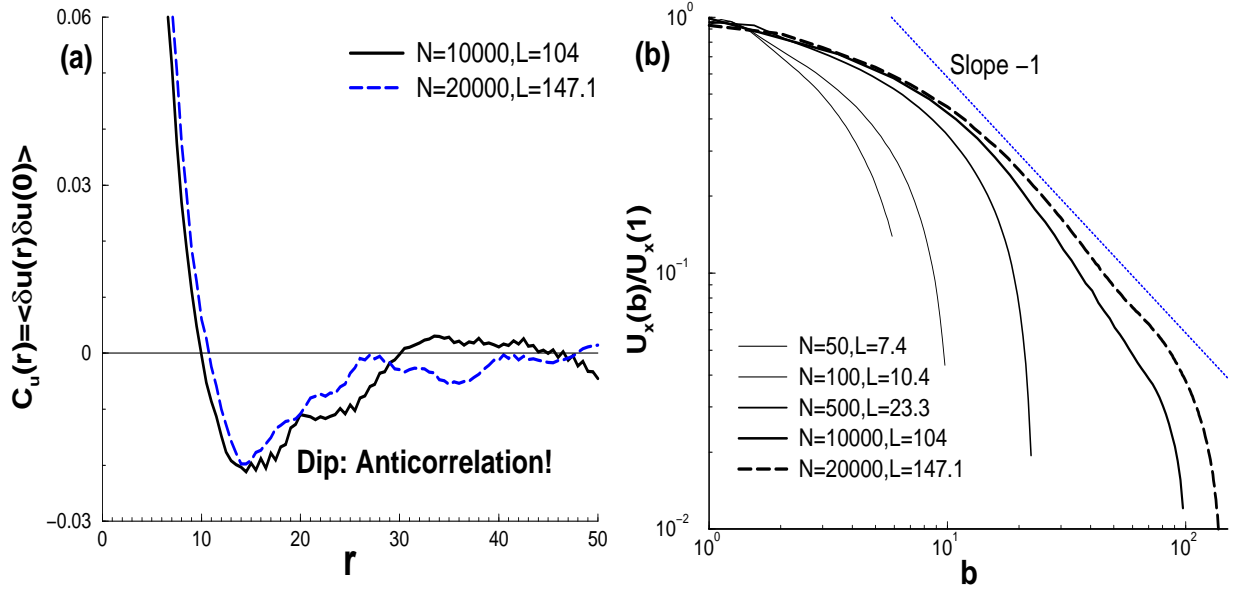 (a)
N=10000,L=104
N=20000,L=147.1
0.06
0.03
0
−0.03
C_u(r)=<δu(r)δu(0)>
Dip: Anticorrelation!
0 10 20 30 40 50
r
(b)
Slope −1
10^0
10^−1
10^−2
U_x(b)/U_x(1)
N=50,L=7.4
N=100,L=10.4
N=500,L=23.3
N=10000,L=104
N=20000,L=147.1
10^0 10^1 10^2
b